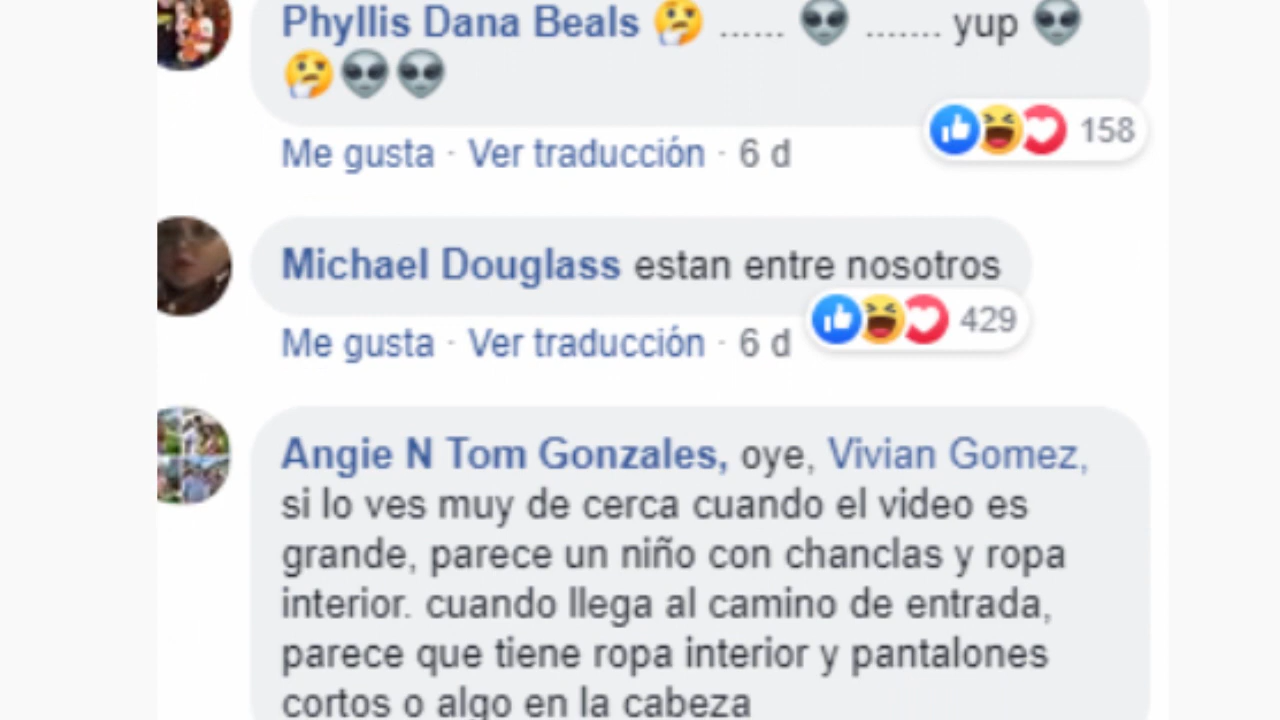 Phyllis Dana Beals 🤔 ...... 👽 ....... yup 👽
🤔👽👽
158
Me gusta · Ver traducción · 6 d
Michael Douglass estan entre nosotros
429
Me gusta · Ver traducción · 6 d
Angie N Tom Gonzales, oye, Vivian Gomez,
si lo ves muy de cerca cuando el video es
grande, parece un niño con chanclas y ropa
interior. cuando llega al camino de entrada,
parece que tiene ropa interior y pantalones
cortos o algo en la cabeza